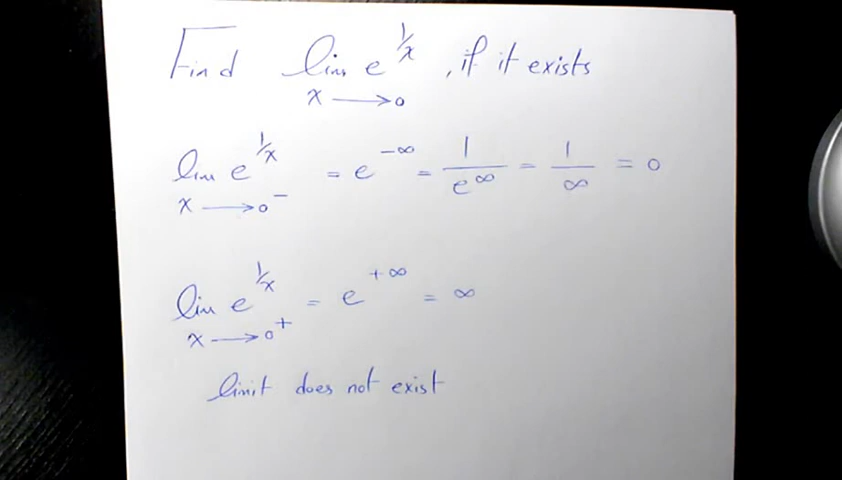 Find lim e^{1/x} , if it exists
x → 0
lim e^{1/x} = e^{-∞} = 1/e^∞ = 1/∞ = 0
x → 0^-
lim e^{1/x} = e^{+∞} = ∞
x → 0^+
limit does not exist